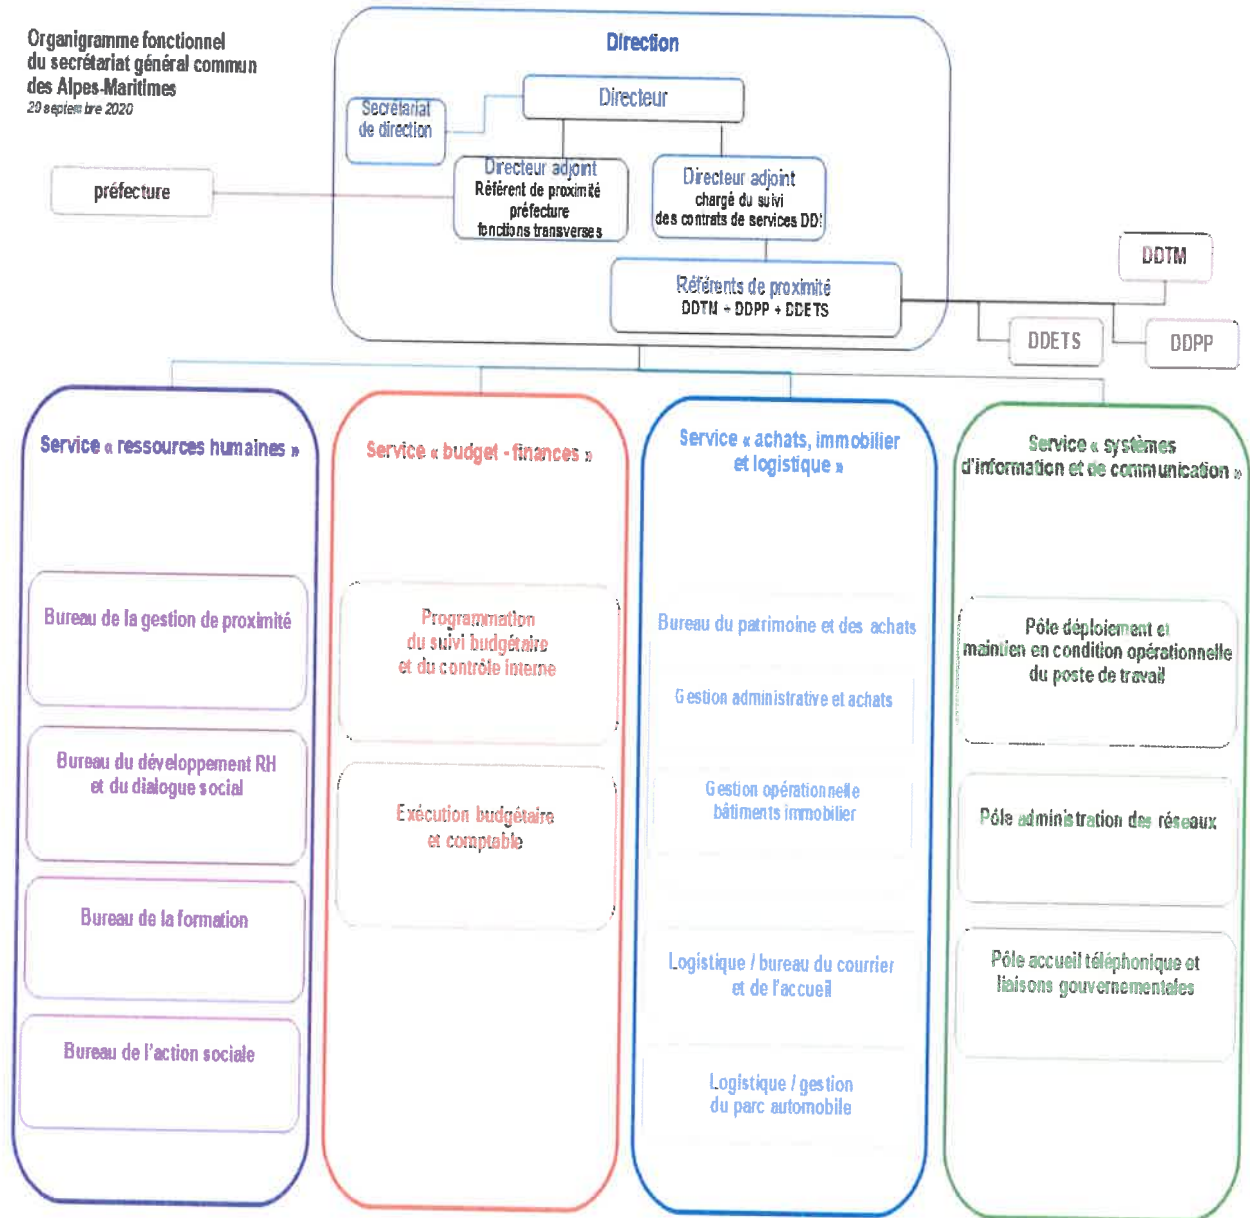 Organigramme fonctionnel
du secrétariat général commun
des Alpes-Maritimes
29 septembre 2020
Direction
Directeur
Secrétariat
de direction
Directeur adjoint
Référent de proximité
préfecture
fonctions transverses
Directeur adjoint
chargé du suivi
des contrats de services DDI
préfecture
Référents de proximité
DDTM + DDPP + DDETS
DDTM
DDETS
DDPP
Service « ressources humaines »
Bureau de la gestion de proximité
Bureau du développement RH
et du dialogue social
Bureau de la formation
Bureau de l'action sociale
Service « budget - finances »
Programmation
du suivi budgétaire
et du contrôle interne
Exécution budgétaire
et comptable
Service « achats, immobilier
et logistique »
Bureau du patrimoine et des achats
Gestion administrative et achats
Gestion opérationnelle
bâtiments immobilier
Logistique / bureau du courrier
et de l'accueil
Logistique / gestion
du parc automobile
Service « systèmes
d'information et de communication »
Pôle déploiement et
maintien en condition opérationnelle
du poste de travail
Pôle administration des réseaux
Pôle accueil téléphonique et
liaisons gouvernementales